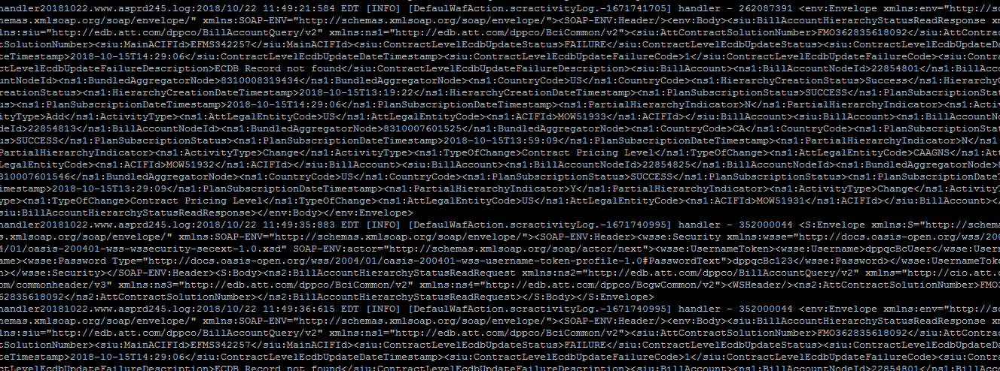 handler20181022.www.asprd245.log:2018/10/22 11:49:21:584 EDT [INFO] [DefaulWafAction.scractivityLog.-1671741705] handler - 262087391 <env:Envelope xmlns:env="http://sch
chemas.xmlsoap.org/soap/envelope/" xmlns:SOAP-ENV="http://schemas.xmlsoap.org/soap/envelope/"><SOAP-ENV:Header/><env:Body><siu:BillAccountHierarchyStatusReadResponse xm
lns:siu="http://edb.att.com/dppco/BillAccountQuery/v2" xmlns:ns1="http://edb.att.com/dppco/BciCommon/v2"><siu:AttContractSolutionNumber>FMO362835618092</siu:AttContrac
tSolutionNumber><siu:MainACIFId>EFMS342257</siu:MainACIFId><siu:ContractLevelEcdbUpdateStatus>FAILURE</siu:ContractLevelEcdbUpdateStatus><siu:ContractLevelEcdbUpdateDa
teTimestamp>2018-10-15T14:29:06</siu:ContractLevelEcdbUpdateDateTimestamp><siu:ContractLevelEcdbUpdateFailureCode>1</siu:ContractLevelEcdbUpdateFailureCode><siu:Contra
ctLevelEcdbUpdateFailureDescription>ECDB Record not found</siu:ContractLevelEcdbUpdateFailureDescription><siu:BillAccount><ns1:BillAccountNodeId>22854801</ns1:BillAcco
untNodeId><ns1:BundledAggregatorNode>8310008319434</ns1:BundledAggregatorNode><ns1:CountryCode>US</ns1:CountryCode><ns1:HierarchyCreationStatus>Success</ns1:HierarchyC
reationStatus><ns1:HierarchyCreationDateTimestamp>2018-10-15T13:19:22</ns1:HierarchyCreationDateTimestamp><ns1:PlanSubscriptionStatus>SUCCESS</ns1:PlanSubscriptionStat
us><ns1:PlanSubscriptionDateTimestamp>2018-10-15T14:29:06</ns1:PlanSubscriptionDateTimestamp><ns1:PartialHierarchyIndicator>N</ns1:PartialHierarchyIndicator><ns1:Activ
ityType>Add</ns1:ActivityType><ns1:AttLegalEntityCode>US</ns1:AttLegalEntityCode><ns1:ACIFId>MOW51933</ns1:ACIFId></siu:BillAccount><siu:BillAccount><ns1:BillAccountNo
deId>22854813</ns1:BillAccountNodeId><ns1:BundledAggregatorNode>8310007601525</ns1:BundledAggregatorNode><ns1:CountryCode>CA</ns1:CountryCode><ns1:PlanSubscriptionStat
us>SUCCESS</ns1:PlanSubscriptionStatus><ns1:PlanSubscriptionDateTimestamp>2018-10-15T13:59:09</ns1:PlanSubscriptionDateTimestamp><ns1:PartialHierarchyIndicator>N</ns1:
PartialHierarchyIndicator><ns1:ActivityType>Change</ns1:ActivityType><ns1:TypeOfChange>Contract Pricing Level</ns1:TypeOfChange><ns1:AttLegalEntityCode>CAAGNS</ns1:Att
LegalEntityCode><ns1:ACIFId>MOW51932</ns1:ACIFId></siu:BillAccount><siu:BillAccount><ns1:BillAccountNodeId>22854825</ns1:BillAccountNodeId><ns1:BundledAggregatorNode>8
310007601546</ns1:BundledAggregatorNode><ns1:CountryCode>US</ns1:CountryCode><ns1:PlanSubscriptionStatus>SUCCESS</ns1:PlanSubscriptionStatus><ns1:PlanSubscriptionDateT
imestamp>2018-10-15T13:29:09</ns1:PlanSubscriptionDateTimestamp><ns1:PartialHierarchyIndicator>Y</ns1:PartialHierarchyIndicator><ns1:ActivityType>Change</ns1:ActivityT
ype><ns1:TypeOfChange>Contract Pricing Level</ns1:TypeOfChange><ns1:AttLegalEntityCode>US</ns1:AttLegalEntityCode><ns1:ACIFId>MOW51931</ns1:ACIFId></siu:BillAccount></
siu:BillAccountHierarchyStatusReadResponse></env:Body></env:Envelope>
handler20181022.www.asprd245.log:2018/10/22 11:49:35:883 EDT [INFO] [DefaulWafAction.scractivityLog.-1671740995] handler - 352000044 <S:Envelope xmlns:S="http://schema
s.xmlsoap.org/soap/envelope/" xmlns:SOAP-ENV="http://schemas.xmlsoap.org/soap/envelope/"><SOAP-ENV:Header><wsse:Security xmlns:wsse="http://docs.oasis-open.org/wss/200
4/01/oasis-200401-wss-wssecurity-secext-1.0.xsd" SOAP-ENV:actor="http://schemas.xmlsoap.org/soap/actor/next"><wsse:UsernameToken><wsse:Username>dppqcBcUser</wsse:Usern
ame><wsse:Password Type="http://docs.oasis-open.org/wss/2004/01/oasis-200401-wss-username-token-profile-1.0#PasswordText">dppqcBc123</wsse:Password></wsse:UsernameToke
n></wsse:Security></SOAP-ENV:Header><S:Body><ns2:BillAccountHierarchyStatusReadRequest xmlns:ns2="http://edb.att.com/dppco/BillAccountQuery/v2" xmlns="http://cio.att.c
om/commonheader/v3" xmlns:ns3="http://edb.att.com/dppco/BciCommon/v2" xmlns:ns4="http://edb.att.com/dppco/BcgwCommon/v2"><WSHeader/><ns2:AttContractSolutionNumber>FMO3
62835618092</ns2:AttContractSolutionNumber></ns2:BillAccountHierarchyStatusReadRequest></S:Body></S:Envelope>
handler20181022.www.asprd245.log:2018/10/22 11:49:36:615 EDT [INFO] [DefaulWafAction.scractivityLog.-1671740995] handler - 352000044 <env:Envelope xmlns:env="http://sc
hemas.xmlsoap.org/soap/envelope/" xmlns:SOAP-ENV="http://schemas.xmlsoap.org/soap/envelope/"><SOAP-ENV:Header/><env:Body><siu:BillAccountHierarchyStatusReadResponse xm
lns:siu="http://edb.att.com/dppco/BillAccountQuery/v2" xmlns:ns1="http://edb.att.com/dppco/BciCommon/v2"><siu:AttContractSolutionNumber>FMO362835618092</siu:AttContrac
tSolutionNumber><siu:MainACIFId>EFMS342257</siu:MainACIFId><siu:ContractLevelEcdbUpdateStatus>FAILURE</siu:ContractLevelEcdbUpdateStatus><siu:ContractLevelEcdbUpdateDa
teTimestamp>2018-10-15T14:29:06</siu:ContractLevelEcdbUpdateDateTimestamp><siu:ContractLevelEcdbUpdateFailureCode>1</siu:ContractLevelEcdbUpdateFailureCode><siu:Contra
ctLevelEcdbUpdateFailureDescription>ECDB Record not found</siu:ContractLevelEcdbUpdateFailureDescription><siu:BillAccount><ns1:BillAccountNodeId>22854801</ns1:BillAcco